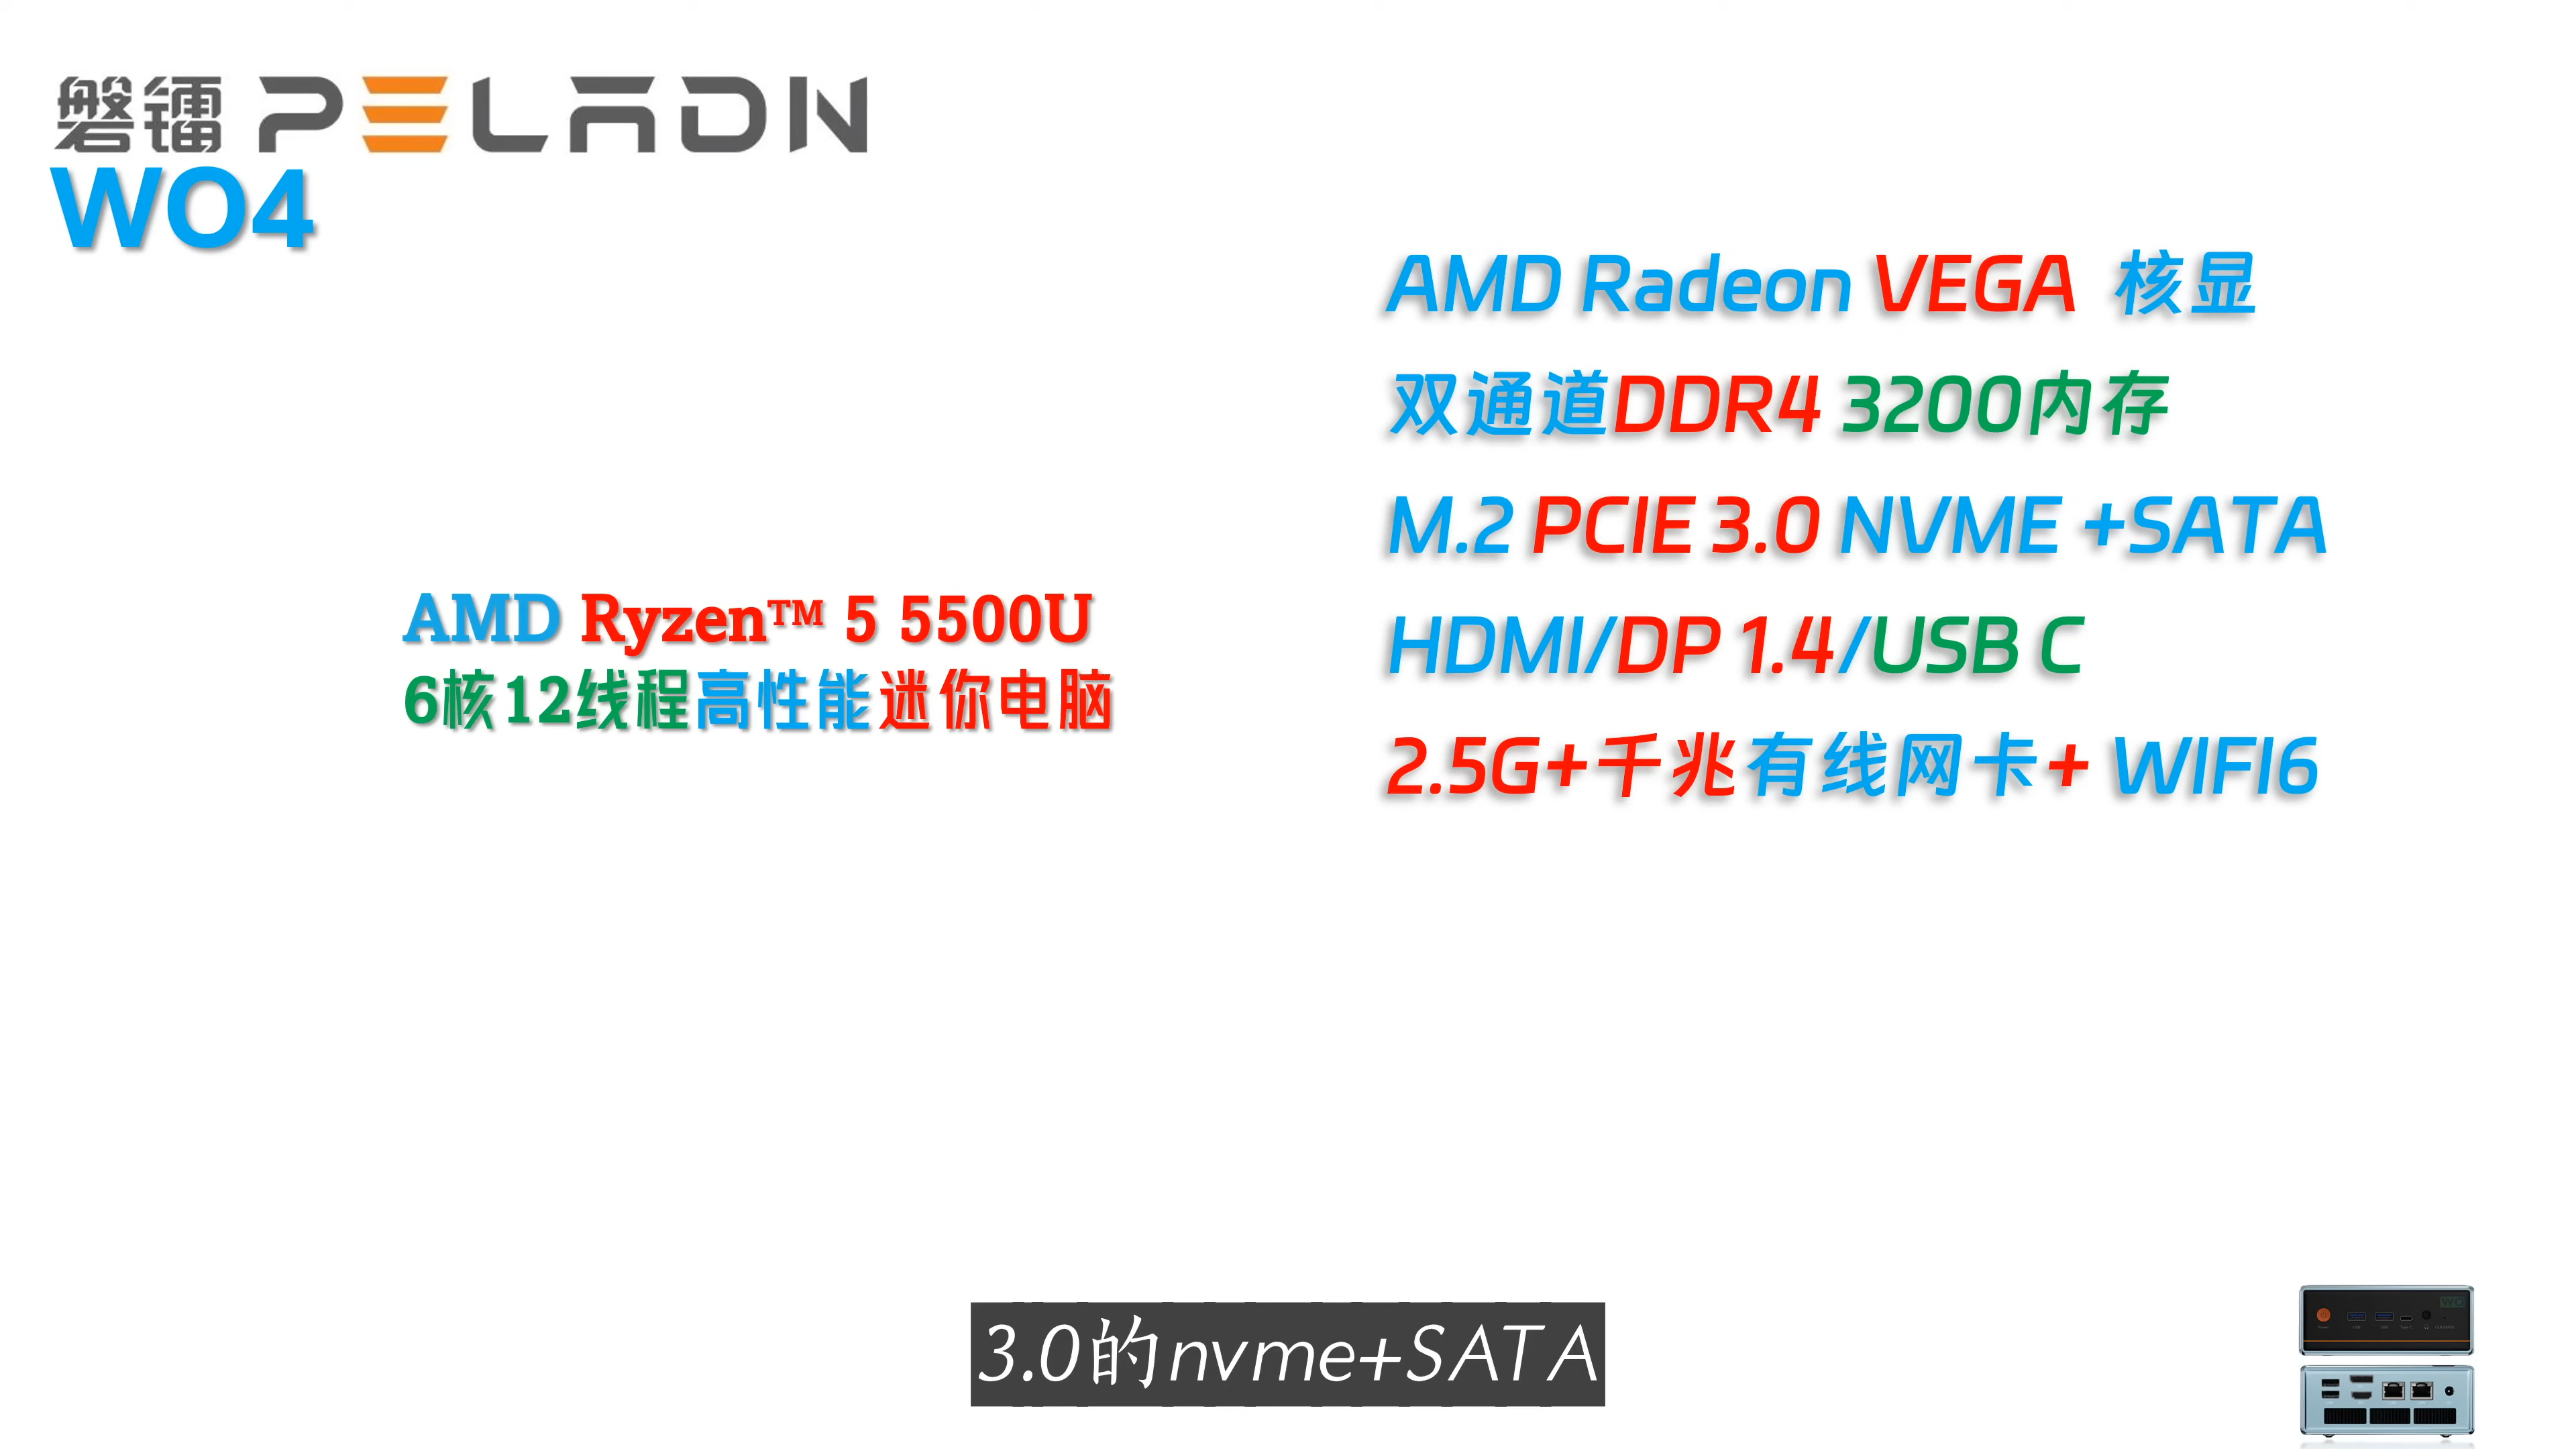 磐镭 PELADN
WO4
AMD Ryzen™ 5 5500U
6核12线程高性能迷你电脑
AMD Radeon VEGA 核显
双通道DDR4 3200内存
M.2 PCIE 3.0 NVME +SATA
HDMI/DP 1.4/USB C
2.5G+千兆有线网卡+ WIFI6
3.0的nvme+SATA